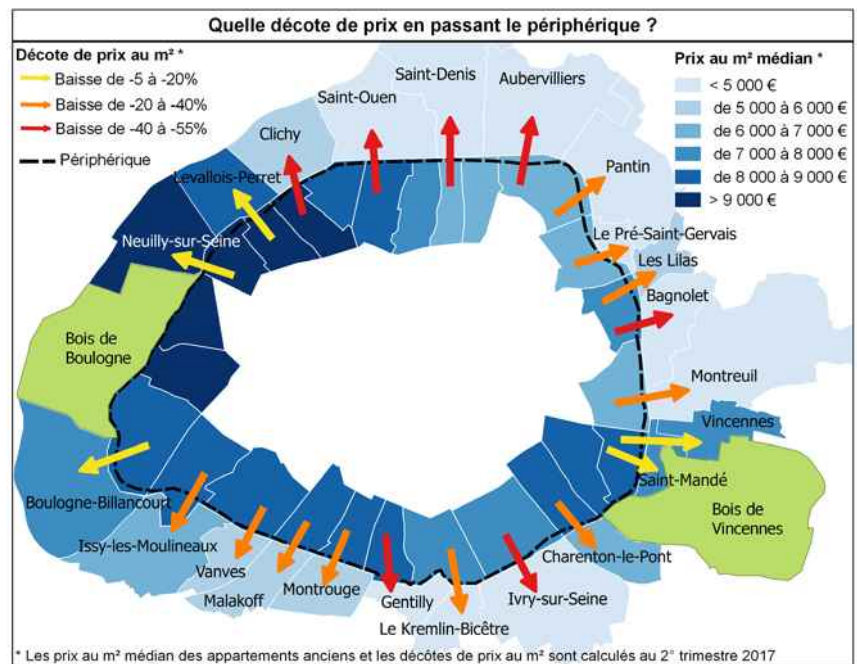 Quelle décote de prix en passant le périphérique ?
Décote de prix au m² *
Baisse de -5 à -20%
Baisse de -20 à -40%
Baisse de -40 à -55%
Périphérique
Prix au m² médian *
< 5 000 €
de 5 000 à 6 000 €
de 6 000 à 7 000 €
de 7 000 à 8 000 €
de 8 000 à 9 000 €
> 9 000 €
Saint-Denis
Aubervilliers
Saint-Ouen
Clichy
Levallois-Perret
Pantin
Neuilly-sur-Seine
Le Pré-Saint-Gervais
Les Lilas
Bagnolet
Bois de
Boulogne
Montreuil
Vincennes
Saint-Mandé
Boulogne-Billancourt
Bois de
Vincennes
Issy-les-Moulineaux
Charenton-le-Pont
Vanves
Malakoff
Montrouge
Gentilly
Ivry-sur-Seine
Le Kremlin-Bicêtre
* Les prix au m² médian des appartements anciens et les décôtes de prix au m² sont calculés au 2° trimestre 2017